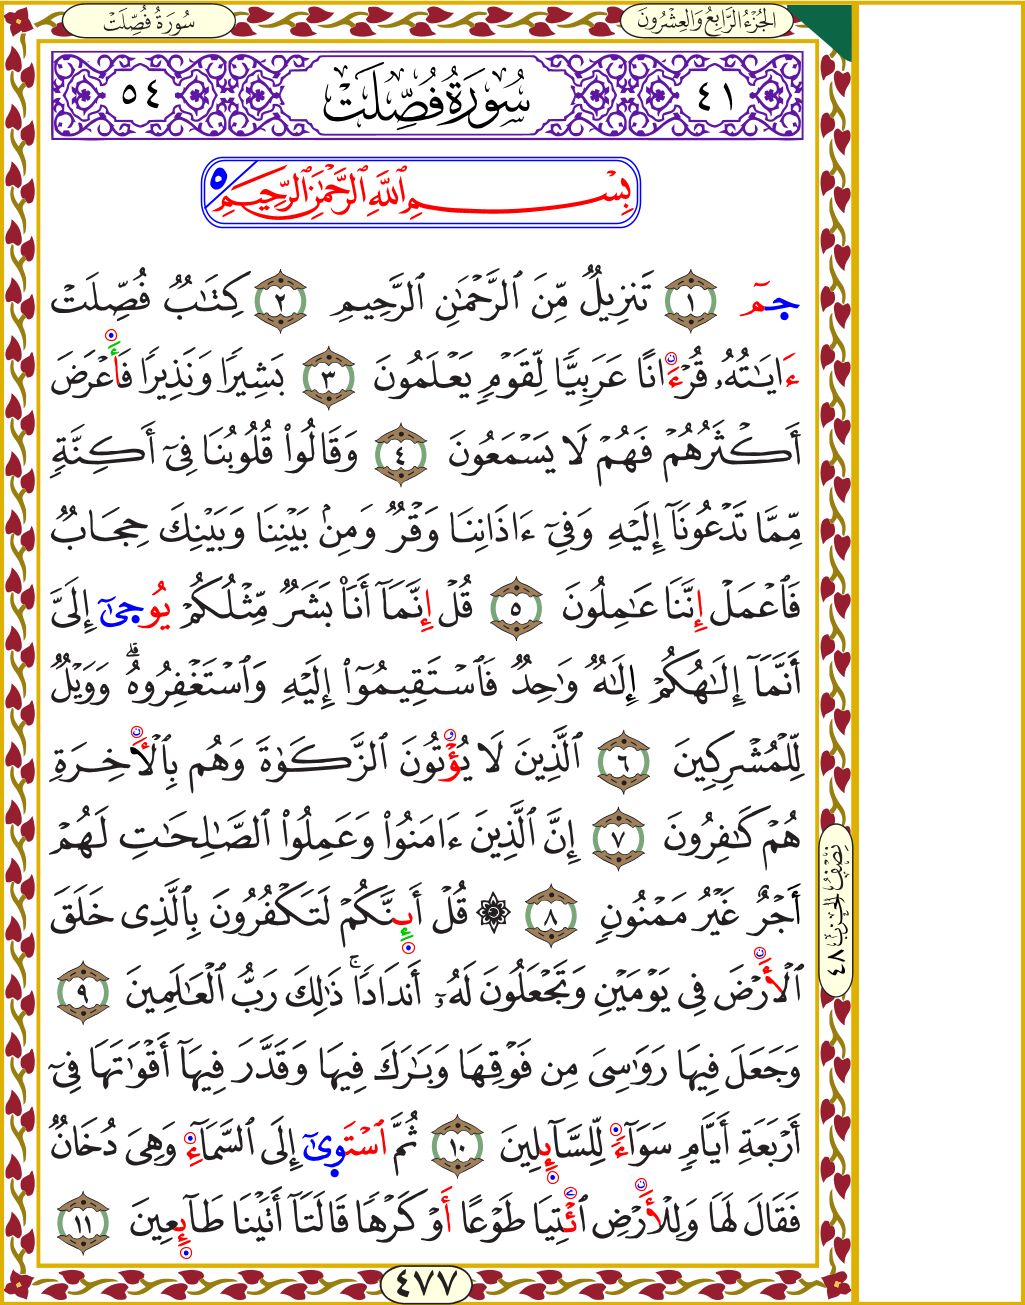 سُورَةُ فُصِّلَتْ
الجُزْءُ الرَّابِعُ وَالعِشْرُونَ
٤١
سُورَةُ فُصِّلَتْ
٥٤
بِسْمِ ٱللَّهِ ٱلرَّحْمَٰنِ ٱلرَّحِيمِ
٥
حمٓ ١ تَنزِيلٌ مِّنَ ٱلرَّحْمَٰنِ ٱلرَّحِيمِ ٢ كِتَٰبٌ فُصِّلَتْ
ءَايَٰتُهُۥ قُرْءَانًا عَرَبِيًّا لِّقَوْمٍ يَعْلَمُونَ ٣ بَشِيرًا وَنَذِيرًا فَأَعْرَضَ
أَكْثَرُهُمْ فَهُمْ لَا يَسْمَعُونَ ٤ وَقَالُوا۟ قُلُوبُنَا فِىٓ أَكِنَّةٍ
مِّمَّا تَدْعُونَآ إِلَيْهِ وَفِىٓ ءَاذَانِنَا وَقْرٌ وَمِنۢ بَيْنِنَا وَبَيْنِكَ حِجَابٌ
فَٱعْمَلْ إِنَّنَا عَٰمِلُونَ ٥ قُلْ إِنَّمَآ أَنَا۠ بَشَرٌ مِّثْلُكُمْ يُوحِىٰٓ إِلَىَّ
أَنَّمَآ إِلَٰهُكُمْ إِلَٰهٌ وَٰحِدٌ فَٱسْتَقِيمُوٓا۟ إِلَيْهِ وَٱسْتَغْفِرُوهُ ۗ وَوَيْلٌ
لِّلْمُشْرِكِينَ ٦ ٱلَّذِينَ لَا يُؤْتُونَ ٱلزَّكَوٰةَ وَهُم بِٱلْأَخِرَةِ
هُمْ كَٰفِرُونَ ٧ إِنَّ ٱلَّذِينَ ءَامَنُوا۟ وَعَمِلُوا۟ ٱلصَّٰلِحَٰتِ لَهُمْ
أَجْرٌ غَيْرُ مَمْنُونٍ ٨ ۞ قُلْ أَئِنَّكُمْ لَتَكْفُرُونَ بِٱلَّذِى خَلَقَ
ٱلْأَرْضَ فِى يَوْمَيْنِ وَتَجْعَلُونَ لَهُۥٓ أَندَادًا ۚ ذَٰلِكَ رَبُّ ٱلْعَٰلَمِينَ ٩
وَجَعَلَ فِيهَا رَوَٰسِىَ مِن فَوْقِهَا وَبَٰرَكَ فِيهَا وَقَدَّرَ فِيهَآ أَقْوَٰتَهَا فِىٓ
أَرْبَعَةِ أَيَّامٍ سَوَآءً لِّلسَّآئِلِينَ ١٠ ثُمَّ ٱسْتَوِىٰٓ إِلَى ٱلسَّمَآءِ وَهِىَ دُخَانٌ
فَقَالَ لَهَا وَلِلْأَرْضِ ٱئْتِيَا طَوْعًا أَوْ كَرْهًا قَالَتَآ أَتَيْنَا طَآئِعِينَ ١١
نِصْفُ الحِزْبِ ٤٨
٤٧٧